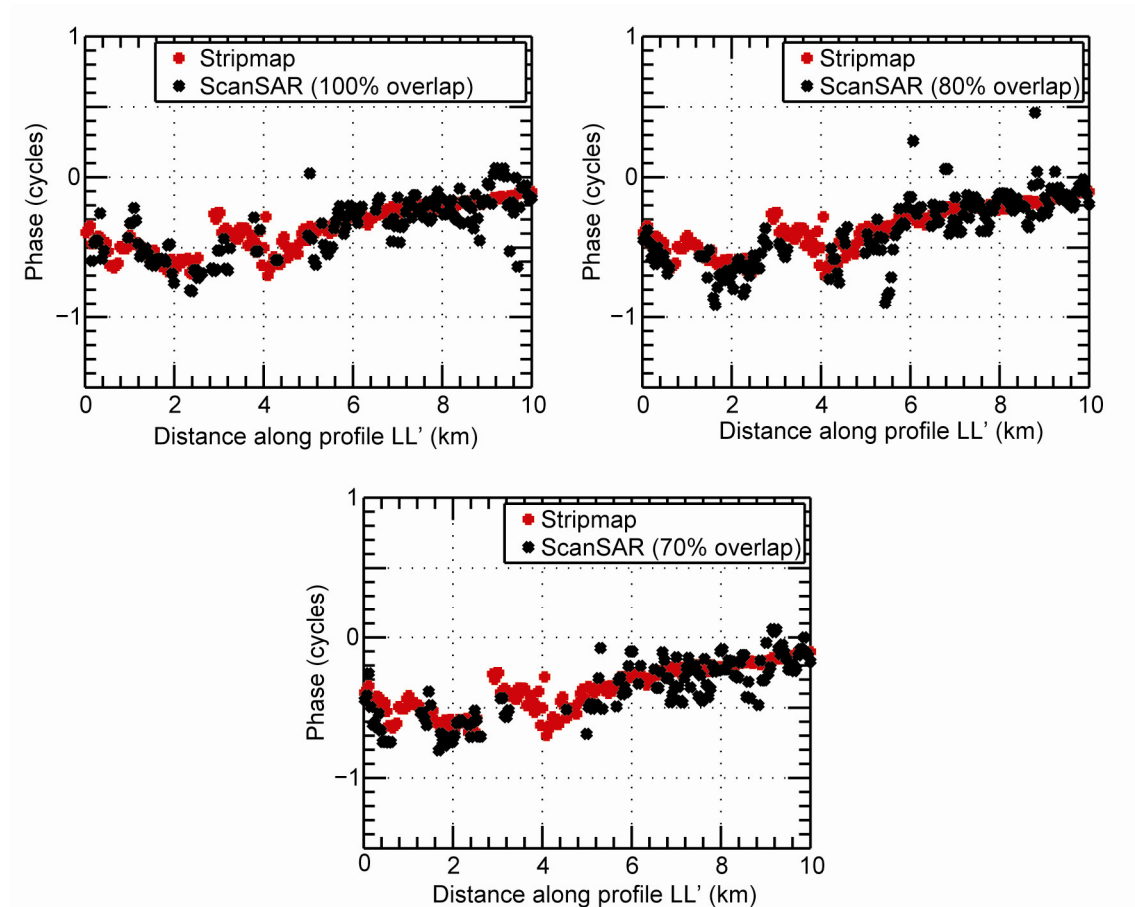 1
Stripmap
ScanSAR (100% overlap)
0
−1
Phase (cycles)
0 2 4 6 8 10
Distance along profile LL’ (km)
1
Stripmap
ScanSAR (80% overlap)
0
−1
Phase (cycles)
0 2 4 6 8 10
Distance along profile LL’ (km)
1
Stripmap
ScanSAR (70% overlap)
0
−1
Phase (cycles)
0 2 4 6 8 10
Distance along profile LL’ (km)